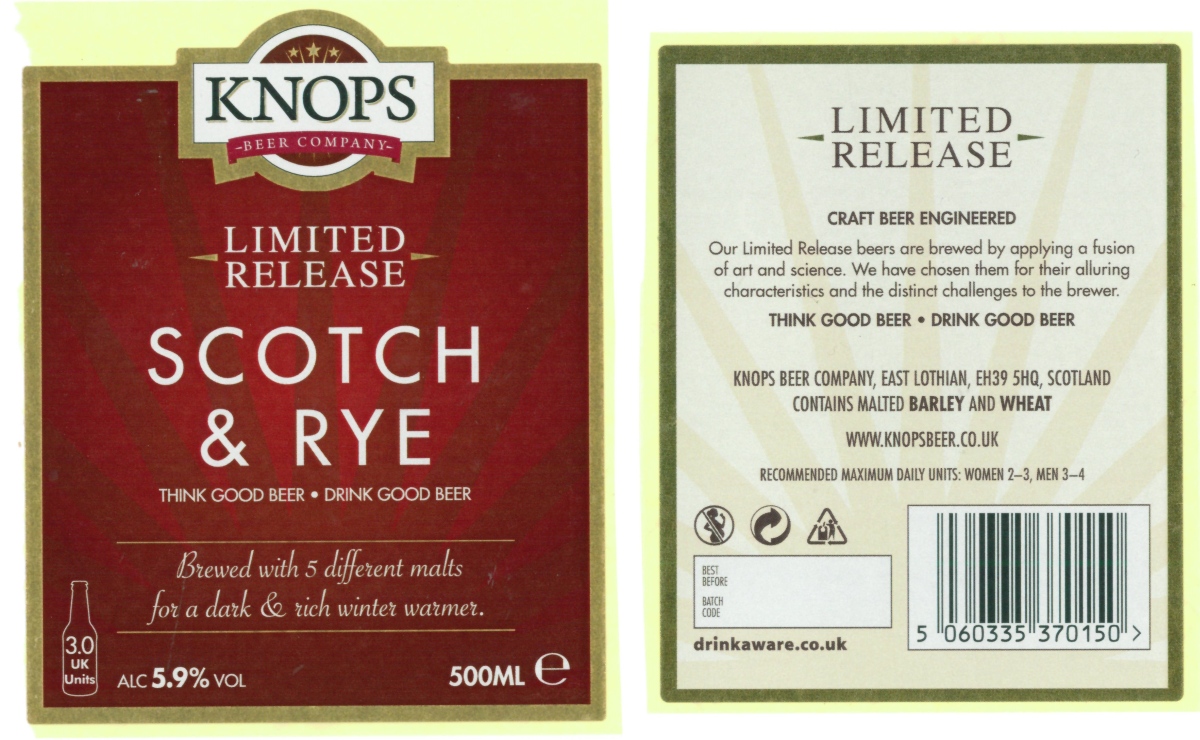 KNOPS
BEER COMPANY
LIMITED
RELEASE
SCOTCH
& RYE
THINK GOOD BEER • DRINK GOOD BEER
Brewed with 5 different malts
for a dark & rich winter warmer.
3.0
UK
Units
ALC 5.9% VOL
500ML ℮
LIMITED
RELEASE
CRAFT BEER ENGINEERED
Our Limited Release beers are brewed by applying a fusion
of art and science. We have chosen them for their alluring
characteristics and the distinct challenges to the brewer.
THINK GOOD BEER • DRINK GOOD BEER
KNOPS BEER COMPANY, EAST LOTHIAN, EH39 5HQ, SCOTLAND
CONTAINS MALTED BARLEY AND WHEAT
WWW.KNOPSBEER.CO.UK
RECOMMENDED MAXIMUM DAILY UNITS: WOMEN 2–3, MEN 3–4
BEST
BEFORE
BATCH
CODE
drinkaware.co.uk
5 060335 370150 >